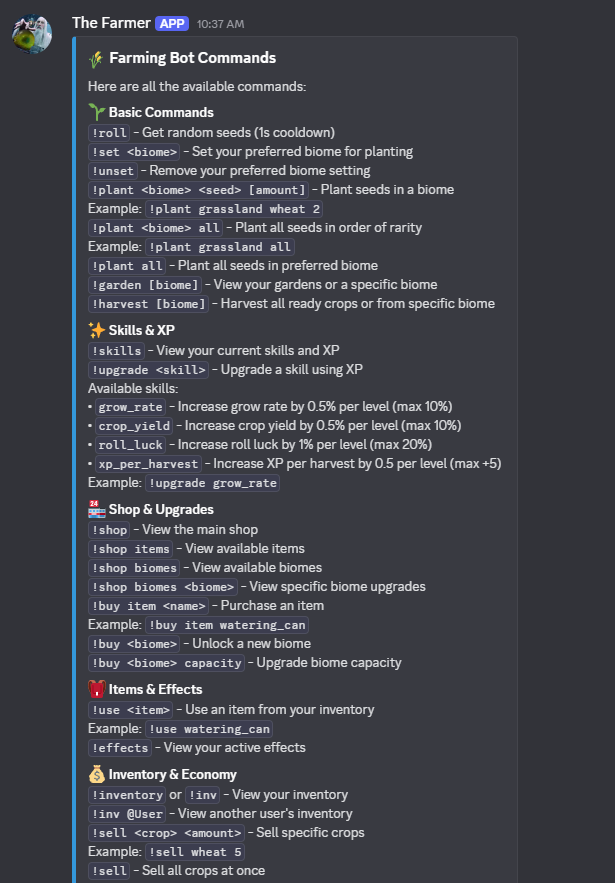 The Farmer APP 10:37 AM
Farming Bot Commands
Here are all the available commands:
Basic Commands
!roll - Get random seeds (1s cooldown)
!set <biome> - Set your preferred biome for planting
!unset - Remove your preferred biome setting
!plant <biome> <seed> [amount] - Plant seeds in a biome
Example: !plant grassland wheat 2
!plant <biome> all - Plant all seeds in order of rarity
Example: !plant grassland all
!plant all - Plant all seeds in preferred biome
!garden [biome] - View your gardens or a specific biome
!harvest [biome] - Harvest all ready crops or from specific biome
Skills & XP
!skills - View your current skills and XP
!upgrade <skill> - Upgrade a skill using XP
Available skills:
• grow_rate - Increase grow rate by 0.5% per level (max 10%)
• crop_yield - Increase crop yield by 0.5% per level (max 10%)
• roll_luck - Increase roll luck by 1% per level (max 20%)
• xp_per_harvest - Increase XP per harvest by 0.5 per level (max +5)
Example: !upgrade grow_rate
24 Shop & Upgrades
!shop - View the main shop
!shop items - View available items
!shop biomes - View available biomes
!shop biomes <biome> - View specific biome upgrades
!buy item <name> - Purchase an item
Example: !buy item watering_can
!buy <biome> - Unlock a new biome
!buy <biome> capacity - Upgrade biome capacity
Items & Effects
!use <item> - Use an item from your inventory
Example: !use watering_can
!effects - View your active effects
Inventory & Economy
!inventory or !inv - View your inventory
!inv @User - View another user's inventory
!sell <crop> <amount> - Sell specific crops
Example: !sell wheat 5
!sell - Sell all crops at once